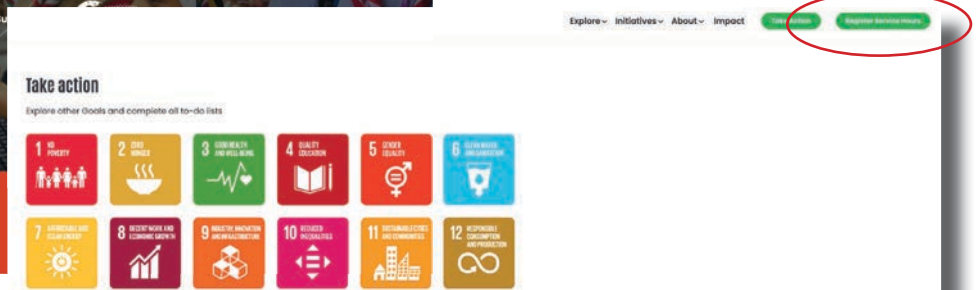 Su
Explore Initiatives About Impact Take Action Register Service Hours
Take action
Explore other Goals and complete all to-do lists
1 NO POVERTY
2 ZERO HUNGER
3 GOOD HEALTH AND WELL-BEING
4 QUALITY EDUCATION
5 GENDER EQUALITY
6 CLEAN WATER AND SANITATION
7 AFFORDABLE AND CLEAN ENERGY
8 DECENT WORK AND ECONOMIC GROWTH
9 INDUSTRY, INNOVATION AND INFRASTRUCTURE
10 REDUCED INEQUALITIES
11 SUSTAINABLE CITIES AND COMMUNITIES
12 RESPONSIBLE CONSUMPTION AND PRODUCTION